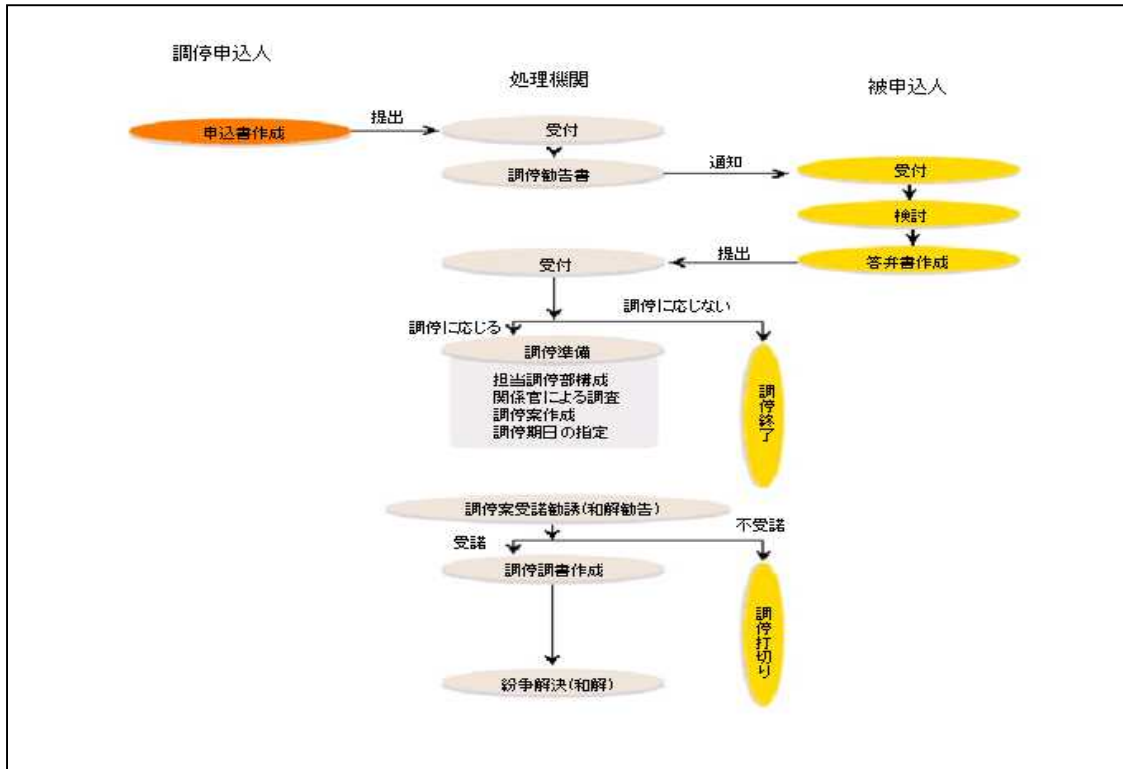 調停申込人
処理機関
被申込人
申込書作成
提出
受付
調停勧告書
通知
受付
検討
答弁書作成
提出
受付
調停に応じる
調停に応じない
調停準備
担当調停部構成
関係官による調査
調停案作成
調停期日の指定
調停終了
調停案受諾勧誘(和解勧告)
受諾
不受諾
調停調書作成
調停打切り
紛争解決(和解)